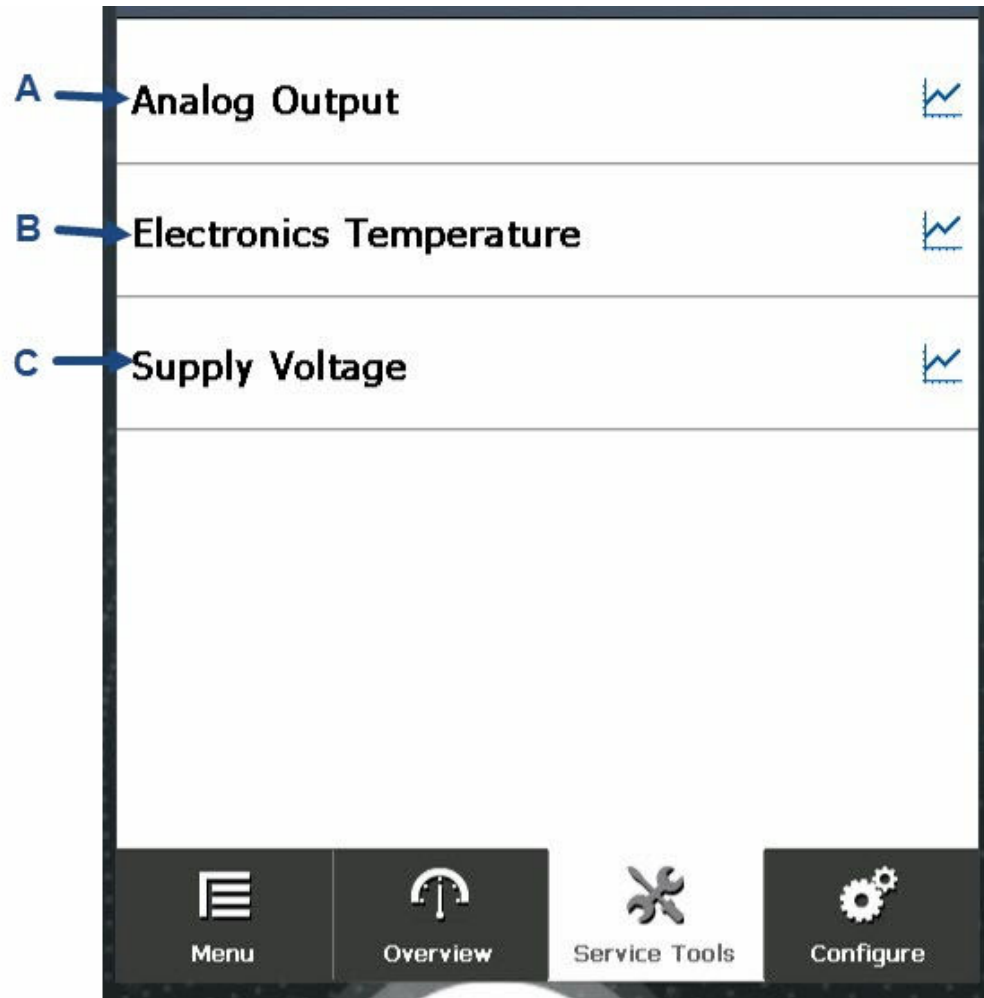 A Analog Output
B Electronics Temperature
C Supply Voltage
Menu Overview Service Tools Configure